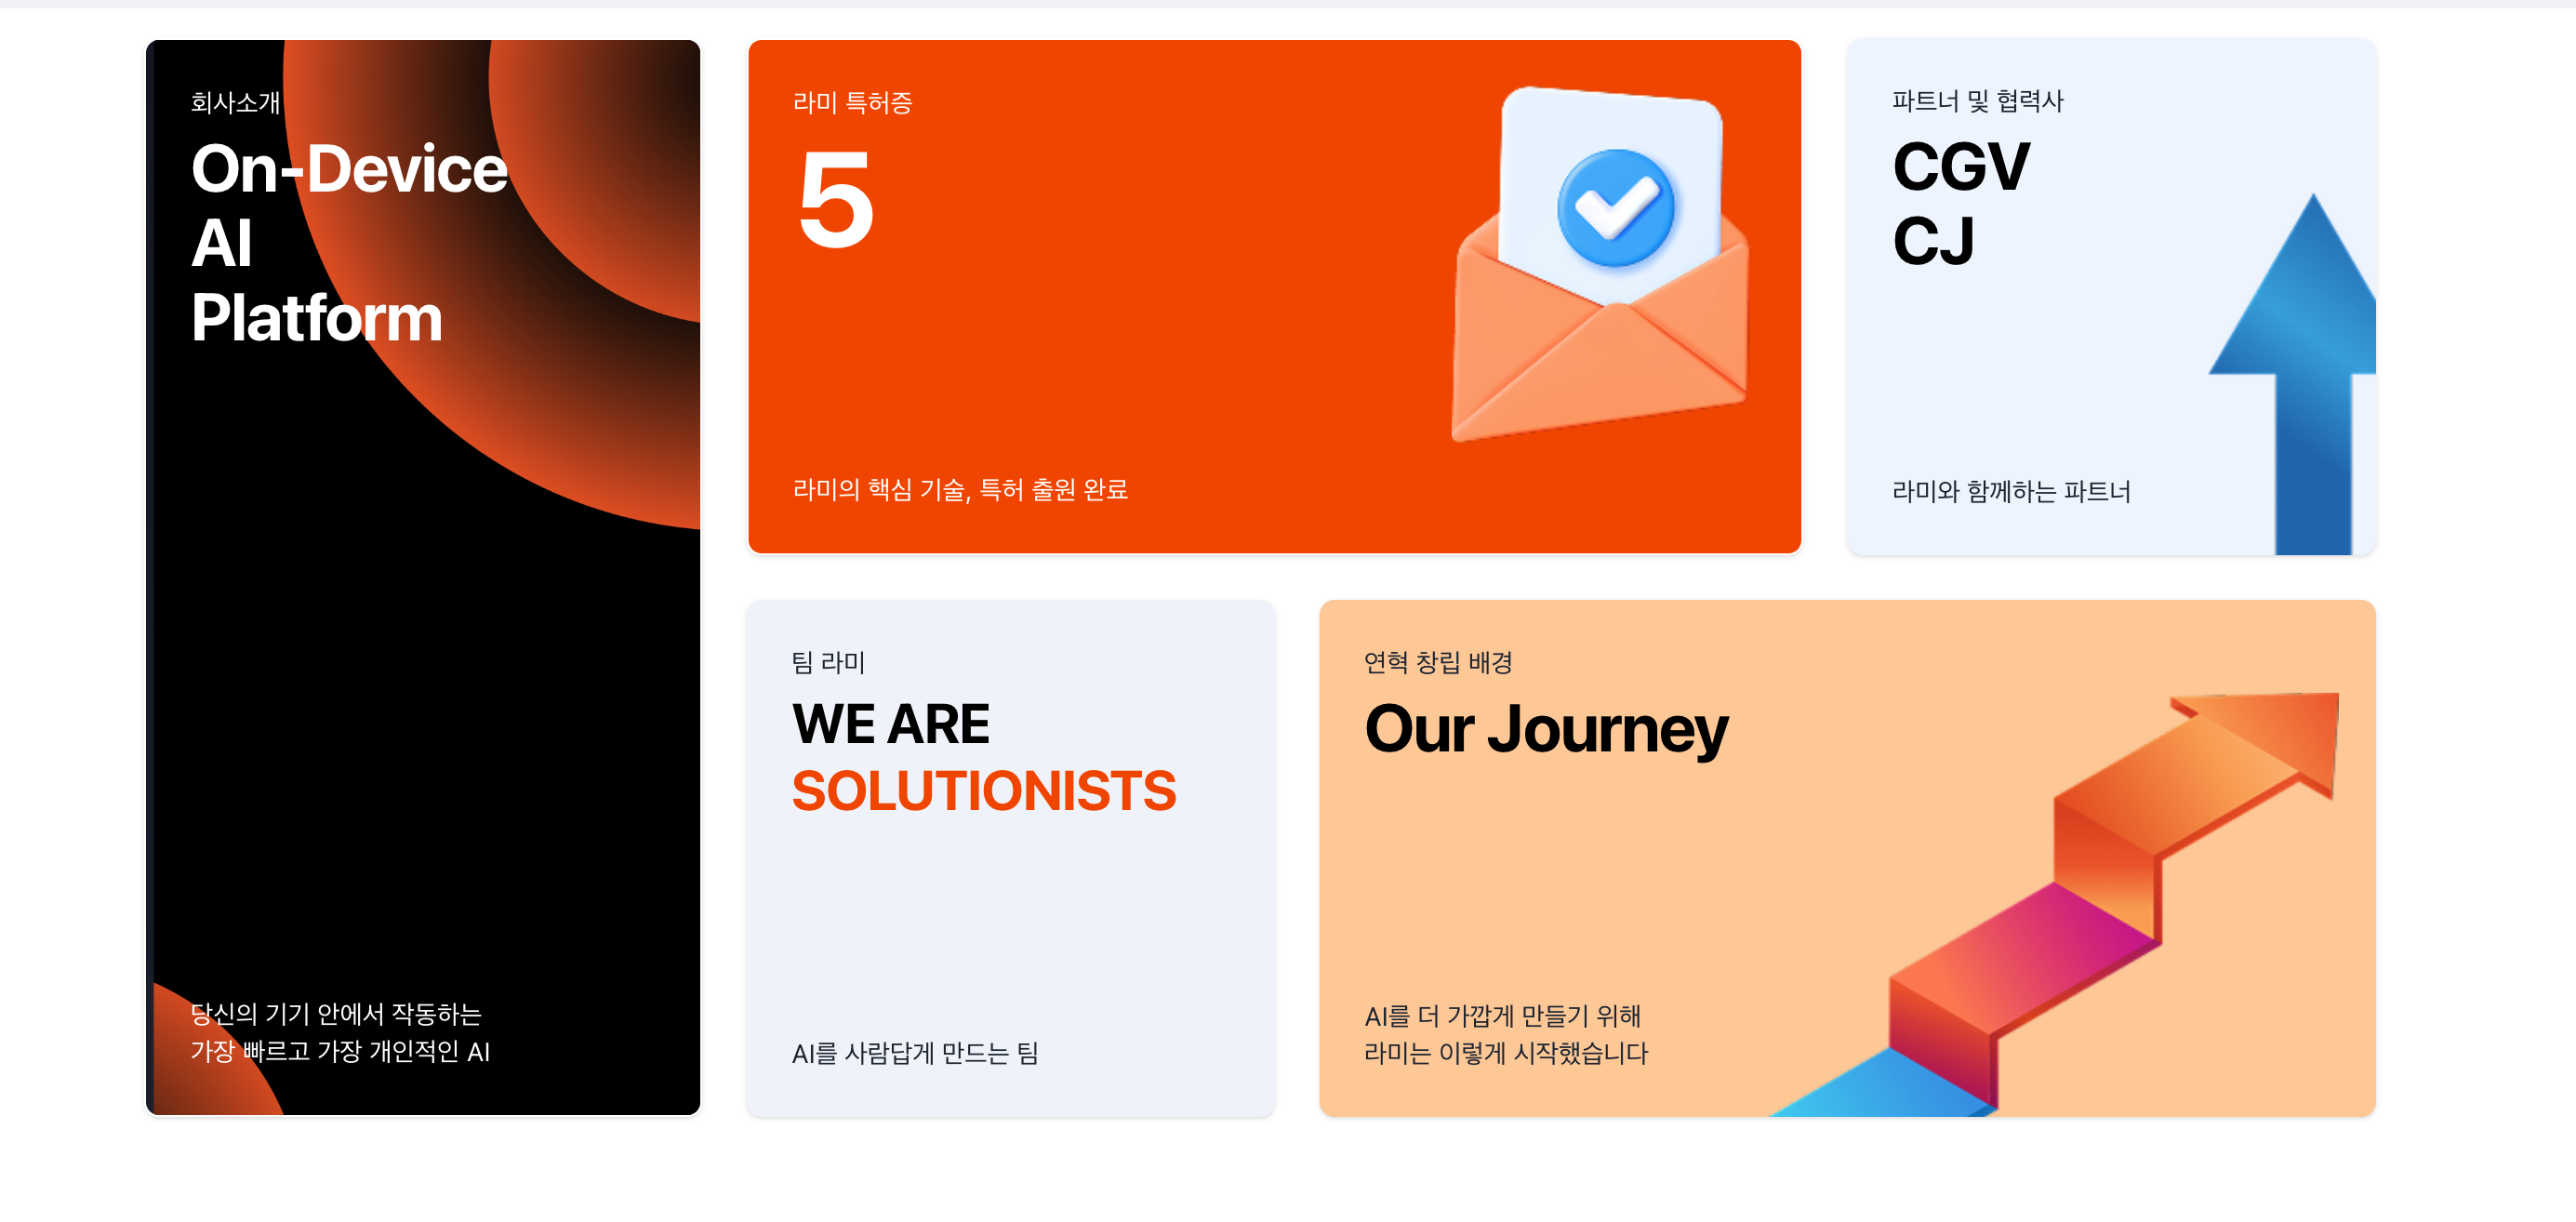 회사소개
On-Device
AI
Platform
당신의 기기 안에서 작동하는
가장 빠르고 가장 개인적인 AI
라미 특허증
5
라미의 핵심 기술, 특허 출원 완료
파트너 및 협력사
CGV
CJ
라미와 함께하는 파트너
팀 라미
WE ARE
SOLUTIONISTS
AI를 사람답게 만드는 팀
연혁 창립 배경
Our Journey
AI를 더 가깝게 만들기 위해
라미는 이렇게 시작했습니다